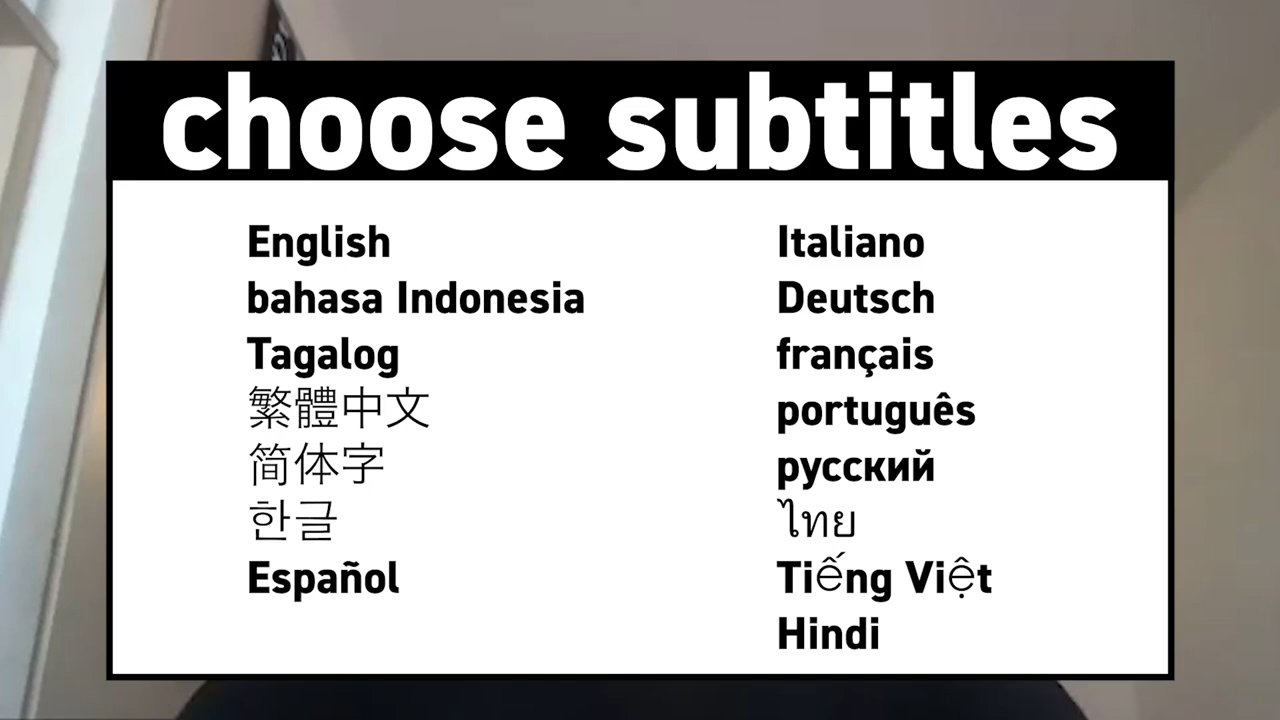 choose subtitles
English
bahasa Indonesia
Tagalog
繁體中文
简体字
한글
Español
Italiano
Deutsch
français
português
русский
ไทย
Tiếng Việt
Hindi